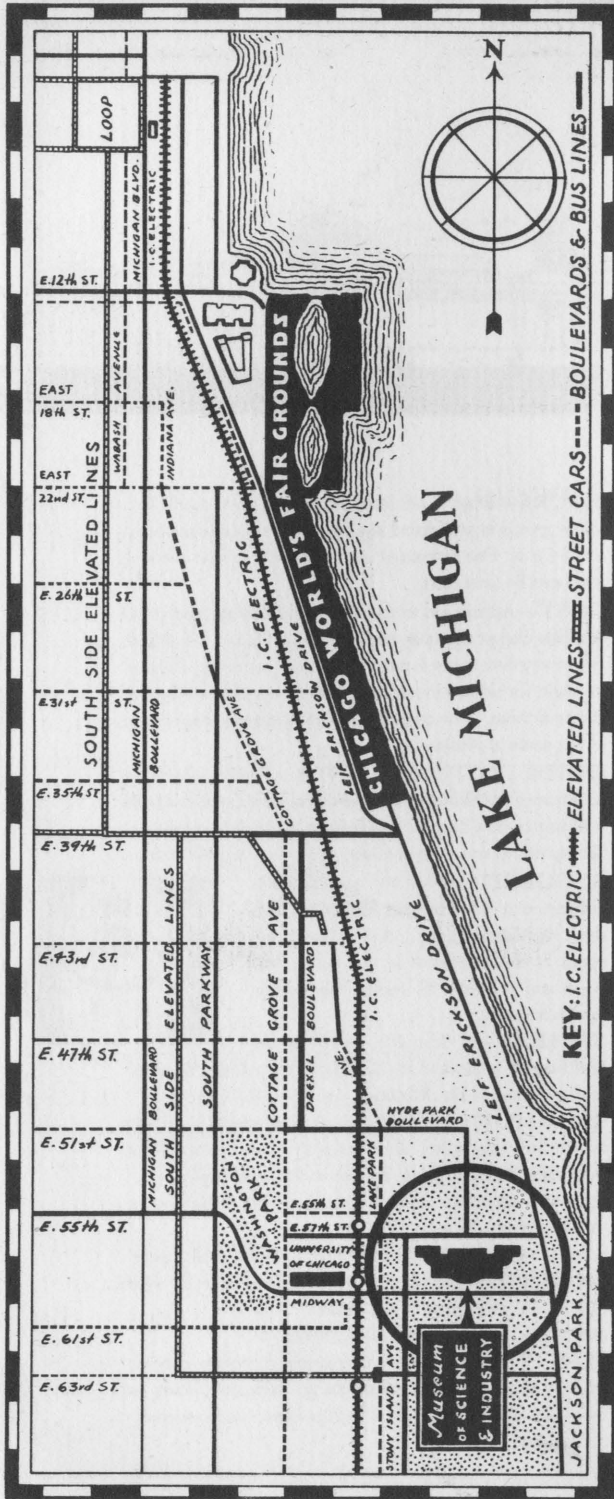 LOOP
MICHIGAN BLVD.
I.C. ELECTRIC
N
E. 12th ST.
WABASH AVENUE
EAST
18th ST.
INDIANA AVE.
EAST
22nd ST.
SOUTH SIDE ELEVATED LINES
CHICAGO WORLD'S FAIR GROUNDS
I.C. ELECTRIC
LEIF ERICKSON DRIVE
E. 26th ST.
E. 31st ST.
MICHIGAN
BOULEVARD
COTTAGE GROVE AVE.
E. 35th ST.
LAKE MICHIGAN
E. 39th ST.
E. 43rd ST.
E. 47th ST.
MICHIGAN BOULEVARD
SOUTH SIDE ELEVATED LINES
SOUTH PARKWAY
COTTAGE GROVE AVE
DREXEL BOULEVARD
I.C. ELECTRIC
LAKE PARK AVE.
HYDE PARK
BOULEVARD
LEIF ERICKSON DRIVE
E. 51st ST.
WASHINGTON
PARK
E. 55th ST.
E. 55th ST.
E. 57th ST.
UNIVERSITY
OF CHICAGO
MIDWAY
E. 61st ST.
E. 63rd ST.
STONY ISLAND AVE.
Museum
OF SCIENCE
& INDUSTRY
JACKSON PARK
KEY: I.C. ELECTRIC ELEVATED LINES STREET CARS BOULEVARDS & BUS LINES